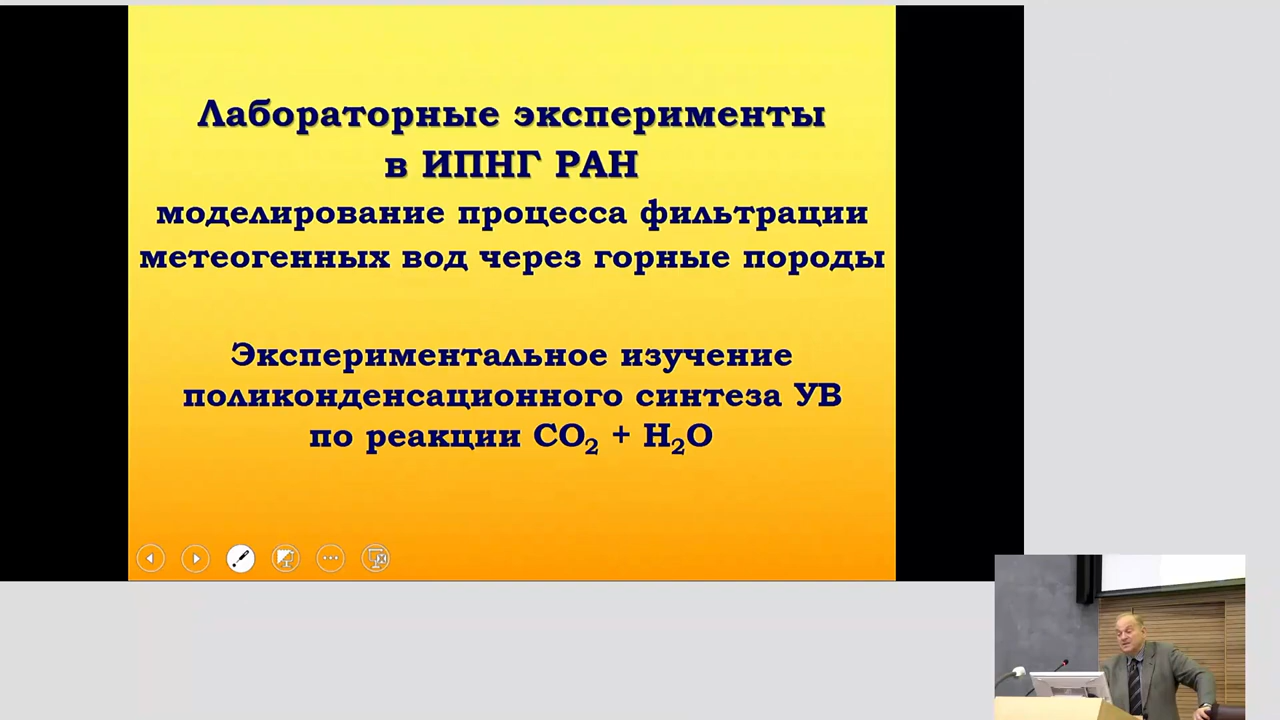 Лабораторные эксперименты
в ИПНГ РАН
моделирование процесса фильтрации
метеогенных вод через горные породы
Экспериментальное изучение
поликонденсационного синтеза УВ
по реакции CO₂ + H₂O